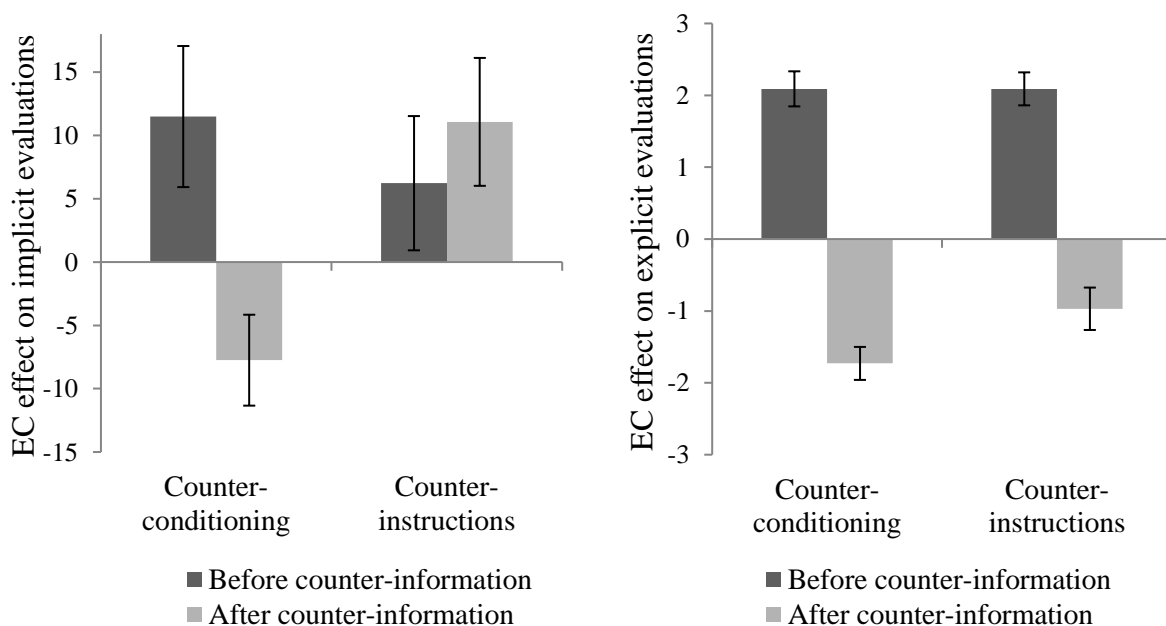 EC effect on implicit evaluations
15
10
5
0
-5
-10
-15
Counter-
conditioning
Counter-
instructions
Before counter-information
After counter-information
EC effect on explicit evaluations
3
2
1
0
-1
-2
-3
Counter-
conditioning
Counter-
instructions
Before counter-information
After counter-information